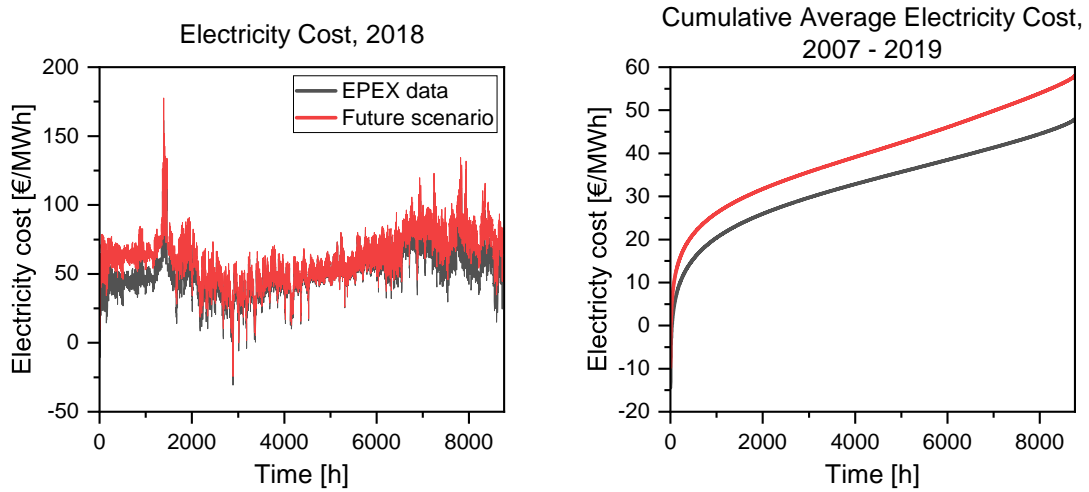 Electricity Cost, 2018
200
150
100
50
0
-50
Electricity cost [€/MWh]
EPEX data
Future scenario
0
2000
4000
6000
8000
Time [h]
Cumulative Average Electricity Cost,
2007 - 2019
60
50
40
30
20
10
0
-10
-20
Electricty cost [€/MWh]
0
2000
4000
6000
8000
Time [h]